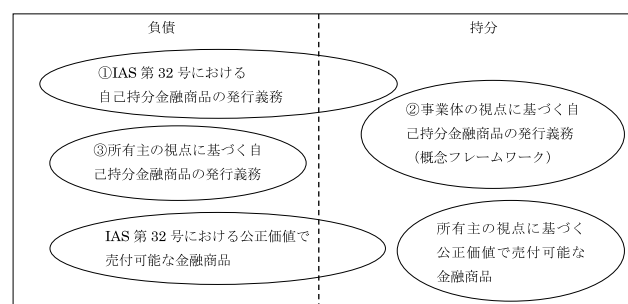 負債
持分
①IAS 第 32 号における
自己持分金融商品の発行義務
②事業体の視点に基づく自
己持分金融商品の発行義務
（概念フレームワーク）
③所有主の視点に基づく自
己持分金融商品の発行義務
IAS 第 32 号における公正価値で
売付可能な金融商品
所有主の視点に基づく
公正価値で売付可能な
金融商品